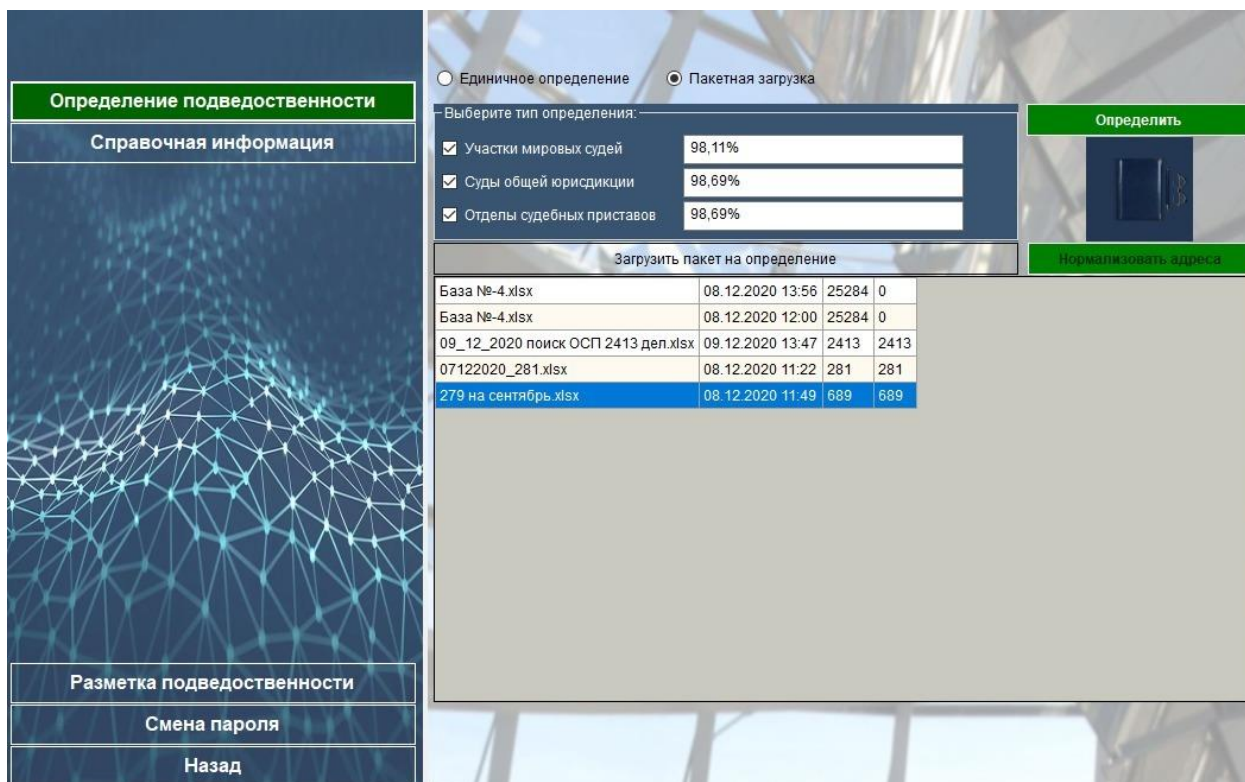 Определение подведоственности
Справочная информация
Разметка подведоственности
Смена пароля
Назад
Единичное определение Пакетная загрузка
Выберите тип определения:
Участки мировых судей 98,11%
Суды общей юрисдикции 98,69%
Отделы судебных приставов 98,69%
Определить
Загрузить пакет на определение
Нормализовать адреса
База №-4.xlsx 08.12.2020 13:56 25284 0
База №-4.xlsx 08.12.2020 12:00 25284 0
09_12_2020 поиск ОСП 2413 дел.xlsx 09.12.2020 13:47 2413 2413
07122020_281.xlsx 08.12.2020 11:22 281 281
279 на сентябрь.xlsx 08.12.2020 11:49 689 689